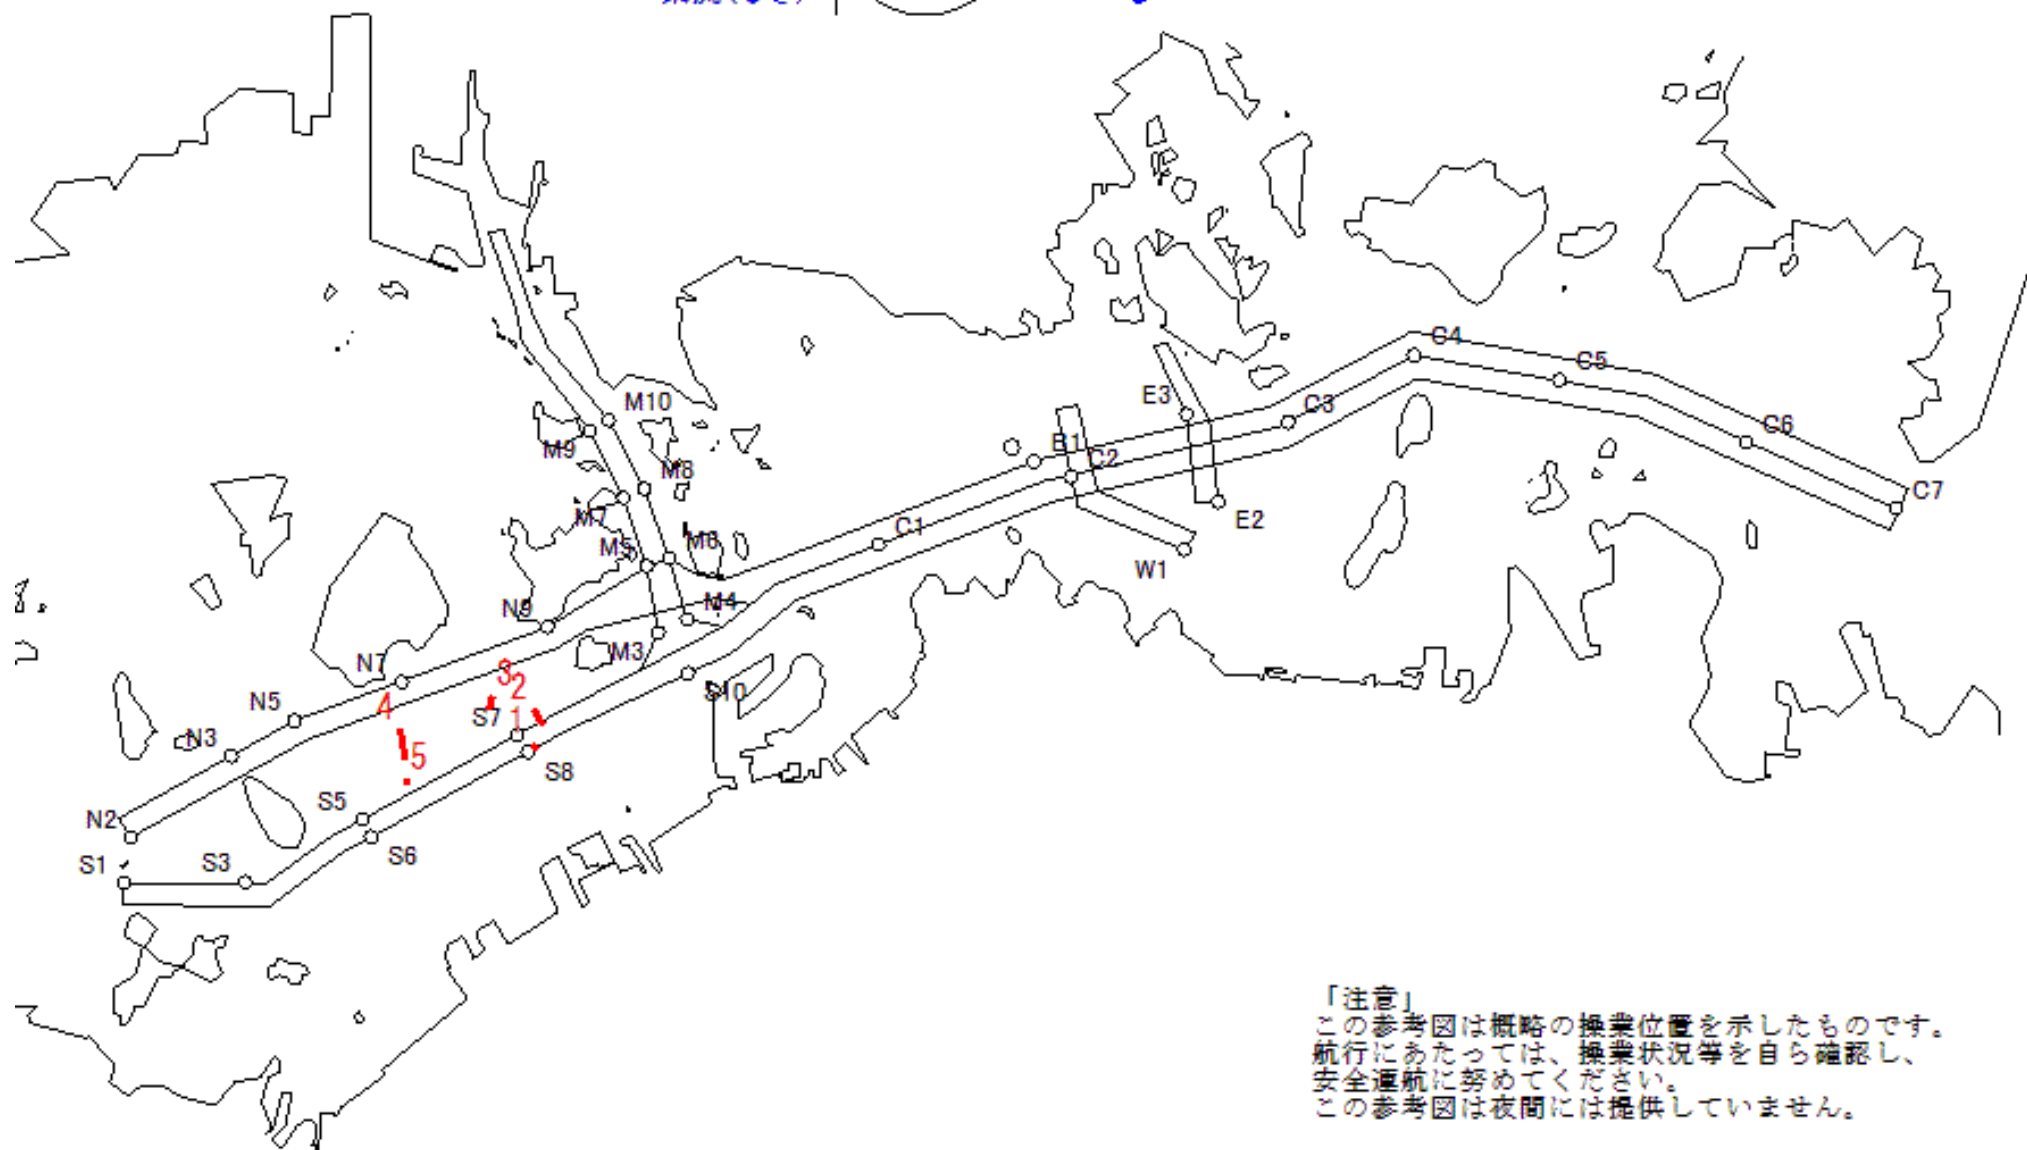 C4
C5
E3
M10
C3
C6
M9
B1
C2
M8
C7
M7
E2
C1
M5
M6
W1
N9
M4
N7
3
M3
2
4
S10
N5
S7
1
N3
5
S8
S5
N2
S6
S1
S3
「注意」
この参考図は概略の操業位置を示したものです。
航行にあたっては、操業状況等を自ら確認し、
安全運航に努めてください。
この参考図は夜間には提供していません。